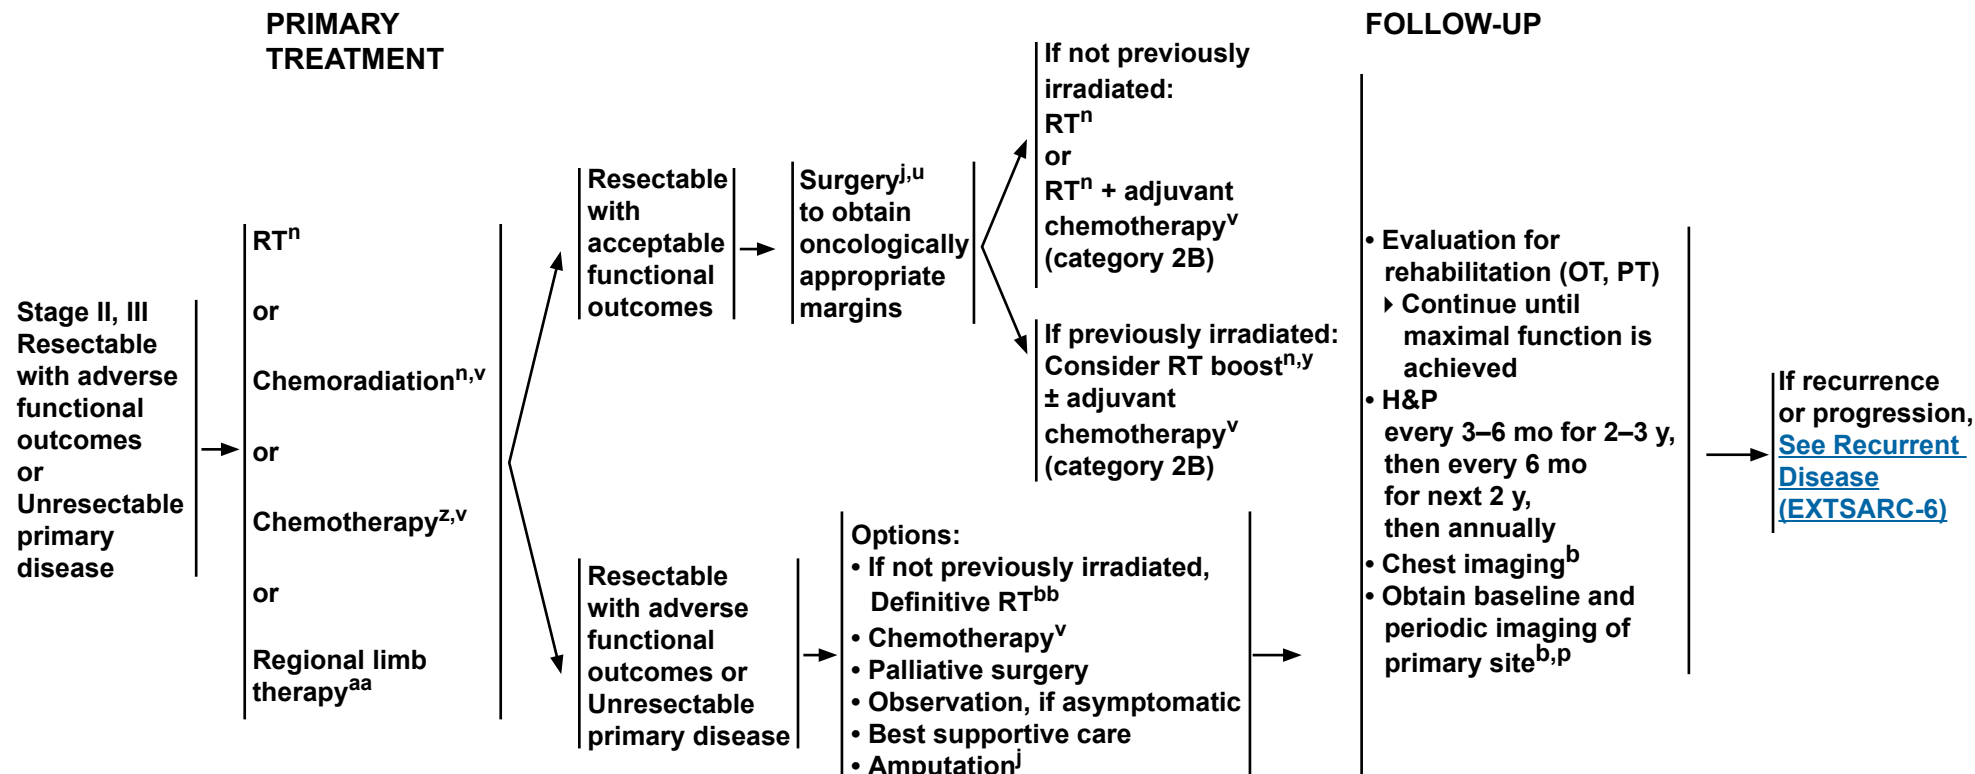 PRIMARY
TREATMENT
FOLLOW-UP
Stage II, III
Resectable
with adverse
functional
outcomes
or
Unresectable
primary
disease
RTn
or
Chemoradiationn,v
or
Chemotherapyz,v
or
Regional limb
therapyaa
Resectable
with
acceptable
functional
outcomes
Surgeryj,u
to obtain
oncologically
appropriate
margins
If not previously
irradiated:
RTn
or
RTn + adjuvant
chemotherapyv
(category 2B)
If previously irradiated:
Consider RT boostn,y
± adjuvant
chemotherapyv
(category 2B)
Resectable
with adverse
functional
outcomes or
Unresectable
primary disease
Options:
• If not previously irradiated,
Definitive RTbb
• Chemotherapyv
• Palliative surgery
• Observation, if asymptomatic
• Best supportive care
• Amputationj
• Evaluation for
rehabilitation (OT, PT)
Continue until
maximal function is
achieved
• H&P
every 3–6 mo for 2–3 y,
then every 6 mo
for next 2 y,
then annually
• Chest imagingb
• Obtain baseline and
periodic imaging of
primary siteb,p
If recurrence
or progression,
See Recurrent
Disease
(EXTSARC-6)